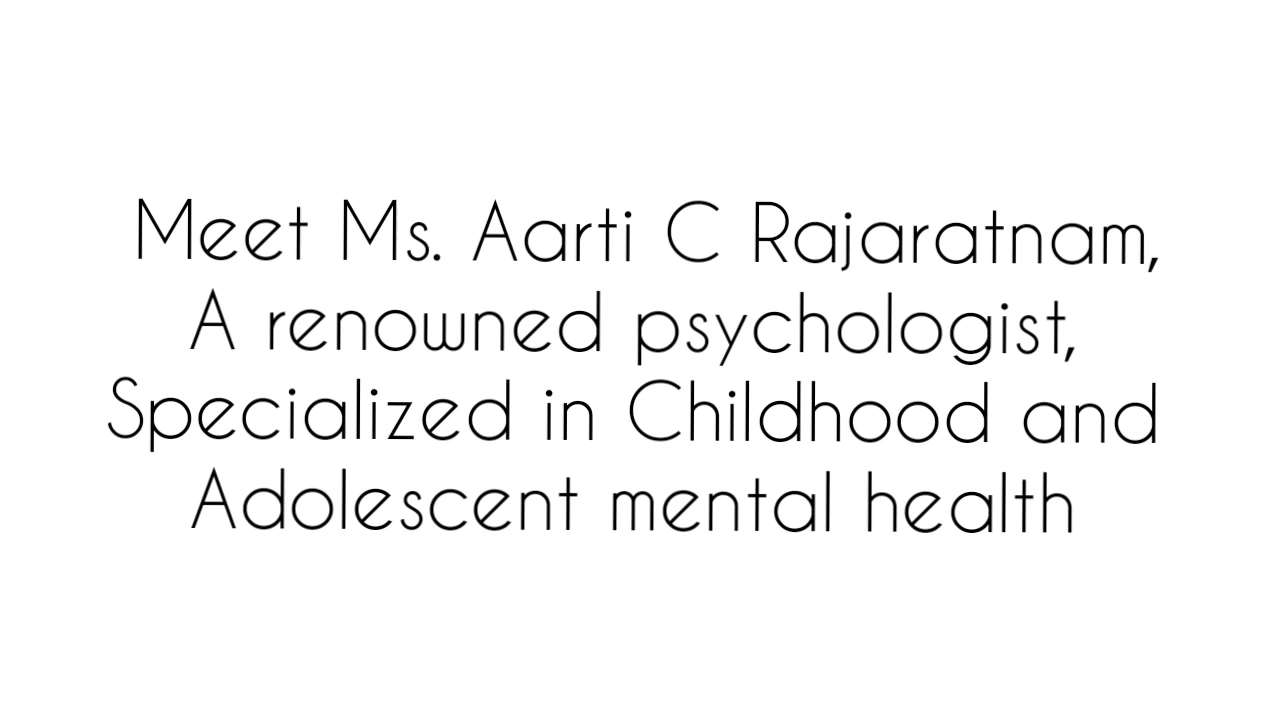 Meet Ms. Aarti C Rajaratnam,
A renowned psychologist,
Specialized in Childhood and
Adolescent mental health